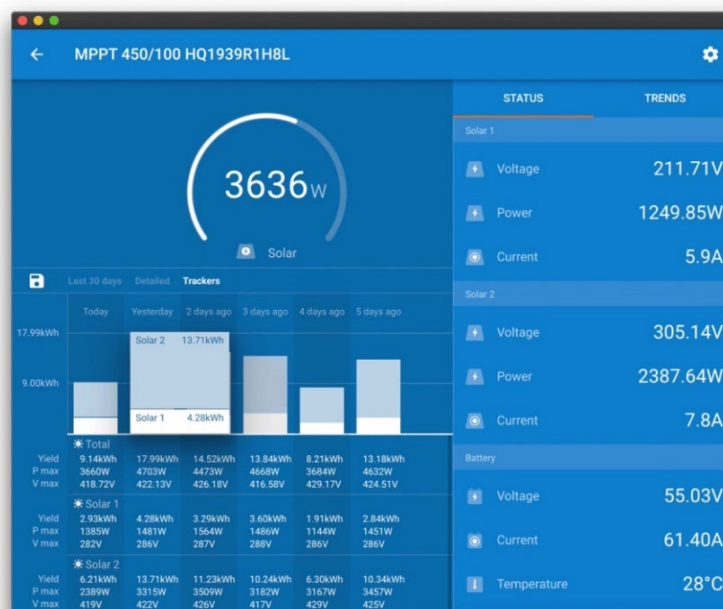 MPPT 450/100 HQ1939R1H8L
3636W
Solar
Last 30 days Detailed Trackers
Today Yesterday 2 days ago 3 days ago 4 days ago 5 days ago
17.99kWh
9.00kWh
Solar 2 13.71kWh
Solar 1 4.28kWh
Total
Yield 9.14kWh 17.99kWh 14.52kWh 13.84kWh 8.21kWh 13.18kWh
P max 3660W 4703W 4473W 4668W 3684W 4632W
V max 418.72V 422.13V 426.18V 416.58V 429.17V 424.51V
Solar 1
Yield 2.93kWh 4.28kWh 3.29kWh 3.60kWh 1.91kWh 2.84kWh
P max 1385W 1481W 1564W 1486W 1144W 1451W
V max 282V 286V 287V 288V 286V 286V
Solar 2
Yield 6.21kWh 13.71kWh 11.23kWh 10.24kWh 6.30kWh 10.34kWh
P max 2389W 3315W 3509W 3182W 3167W 3457W
V max 419V 422V 426V 417V 429V 425V
STATUS TRENDS
Solar 1
Voltage 211.71V
Power 1249.85W
Current 5.9A
Solar 2
Voltage 305.14V
Power 2387.64W
Current 7.8A
Battery
Voltage 55.03V
Current 61.40A
Temperature 28°C